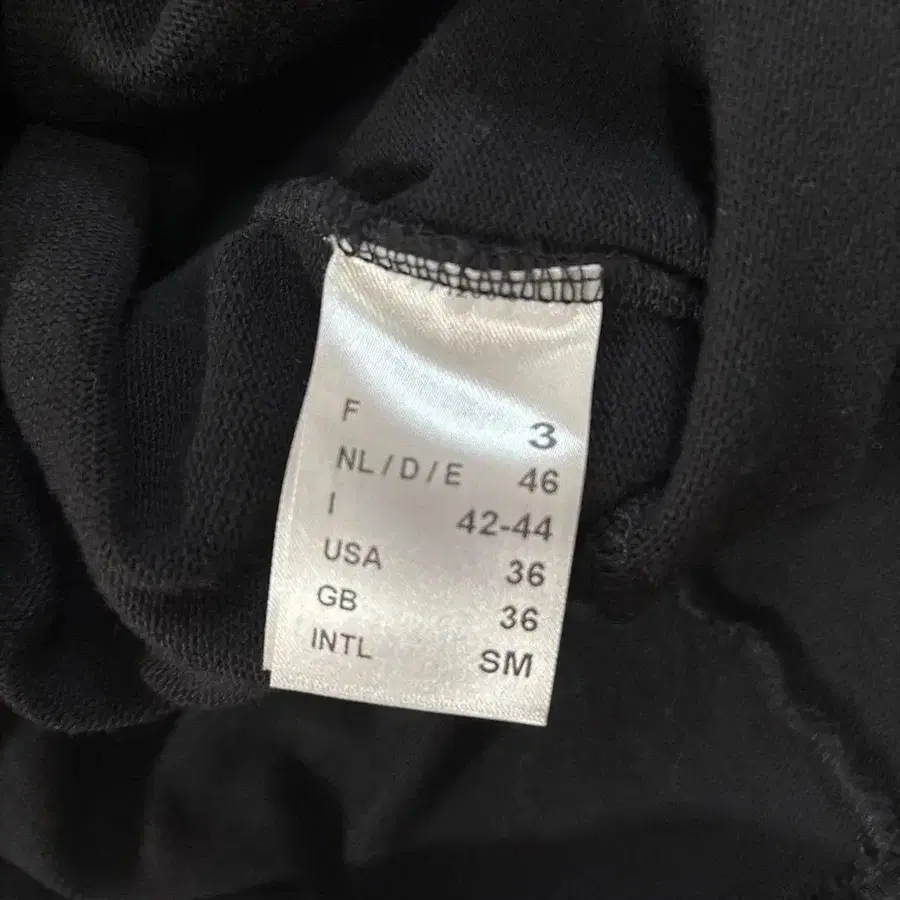 F 3
NL / D / E 46
I 42-44
USA 36
GB 36
INTL SM